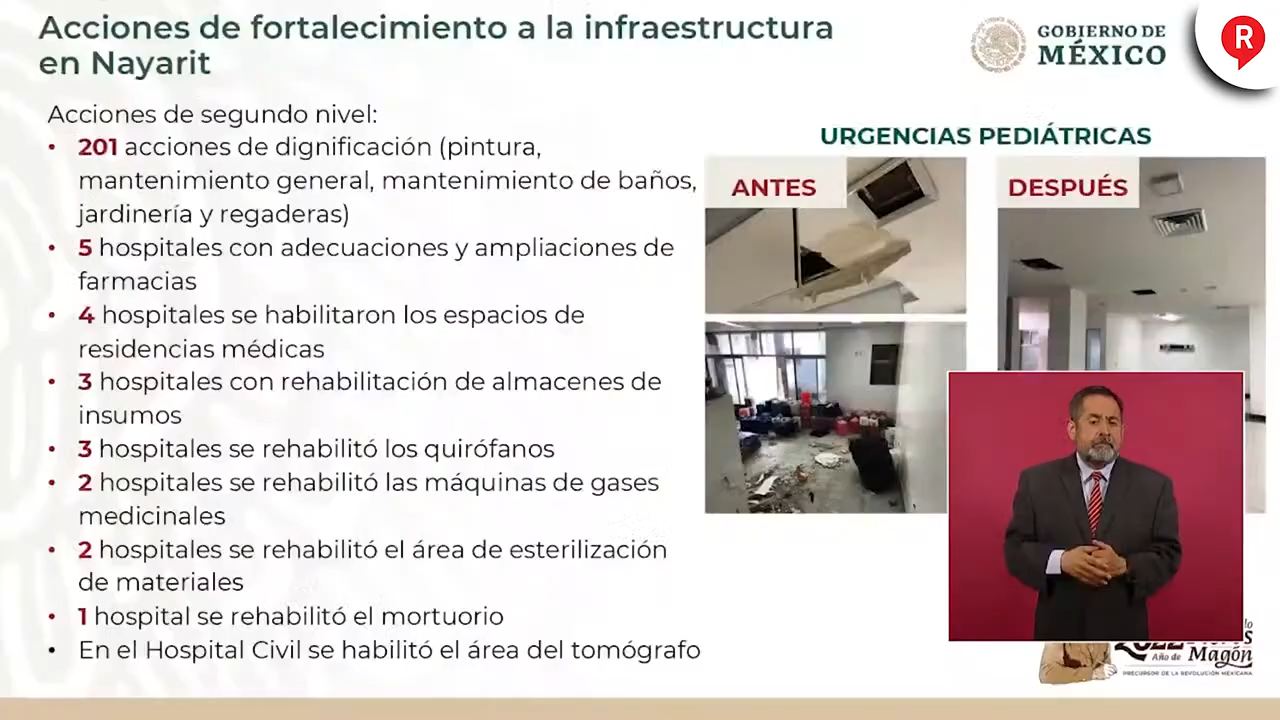 Acciones de fortalecimiento a la infraestructura
en Nayarit
GOBIERNO DE
MÉXICO
R
Acciones de segundo nivel:
• 201 acciones de dignificación (pintura,
mantenimiento general, mantenimiento de baños,
jardinería y regaderas)
• 5 hospitales con adecuaciones y ampliaciones de
farmacias
• 4 hospitales se habilitaron los espacios de
residencias médicas
• 3 hospitales con rehabilitación de almacenes de
insumos
• 3 hospitales se rehabilitó los quirófanos
• 2 hospitales se rehabilitó las máquinas de gases
medicinales
• 2 hospitales se rehabilitó el área de esterilización
de materiales
• 1 hospital se rehabilitó el mortuorio
• En el Hospital Civil se habilitó el área del tomógrafo
URGENCIAS PEDIÁTRICAS
ANTES
DESPUÉS
Año de Magón
PRECURSOR DE LA REVOLUCIÓN MEXICANA